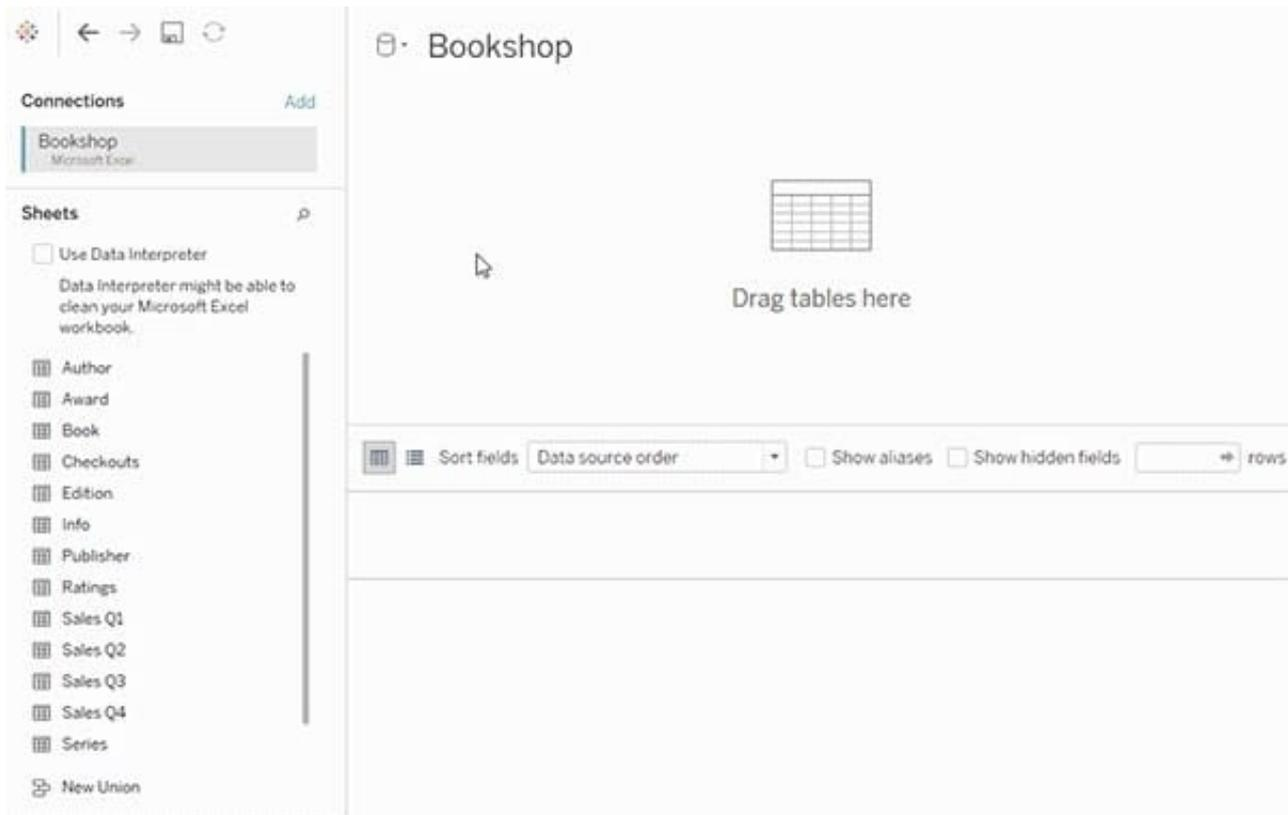 Bookshop
Connections
Add
Bookshop
Microsoft Excel
Sheets
Use Data Interpreter
Data Interpreter might be able to
clean your Microsoft Excel
workbook.
Author
Award
Book
Checkouts
Edition
Info
Publisher
Ratings
Sales Q1
Sales Q2
Sales Q3
Sales Q4
Series
New Union
Drag tables here
Sort fields
Data source order
Show aliases
Show hidden fields
rows